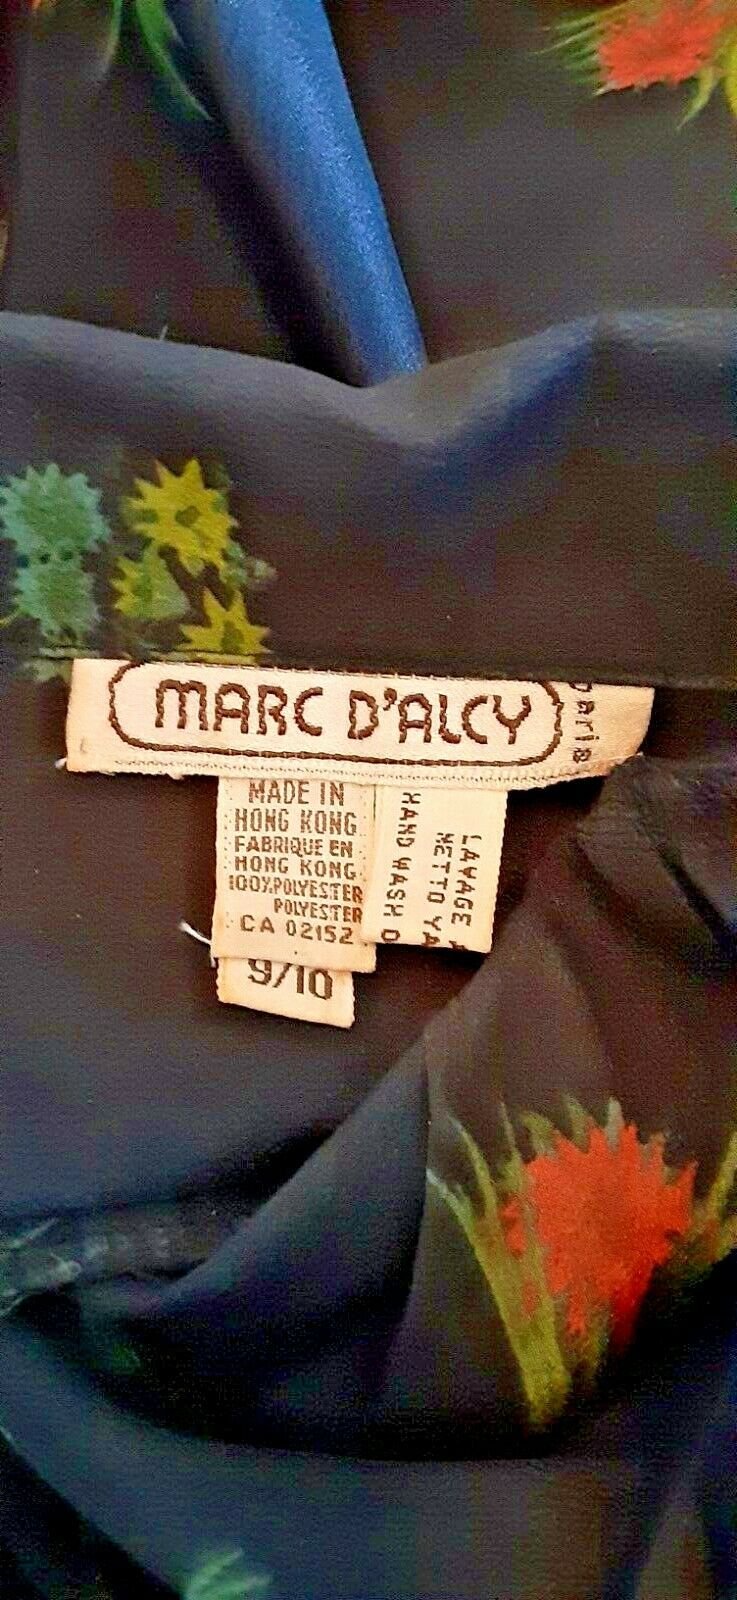 MARC D'ALCY
paris
MADE IN
HONG KONG
FABRIQUE EN
HONG KONG
100% POLYESTER
POLYESTER
CA 02152
9/10
LAVAGE
NETTO
HAND WASH